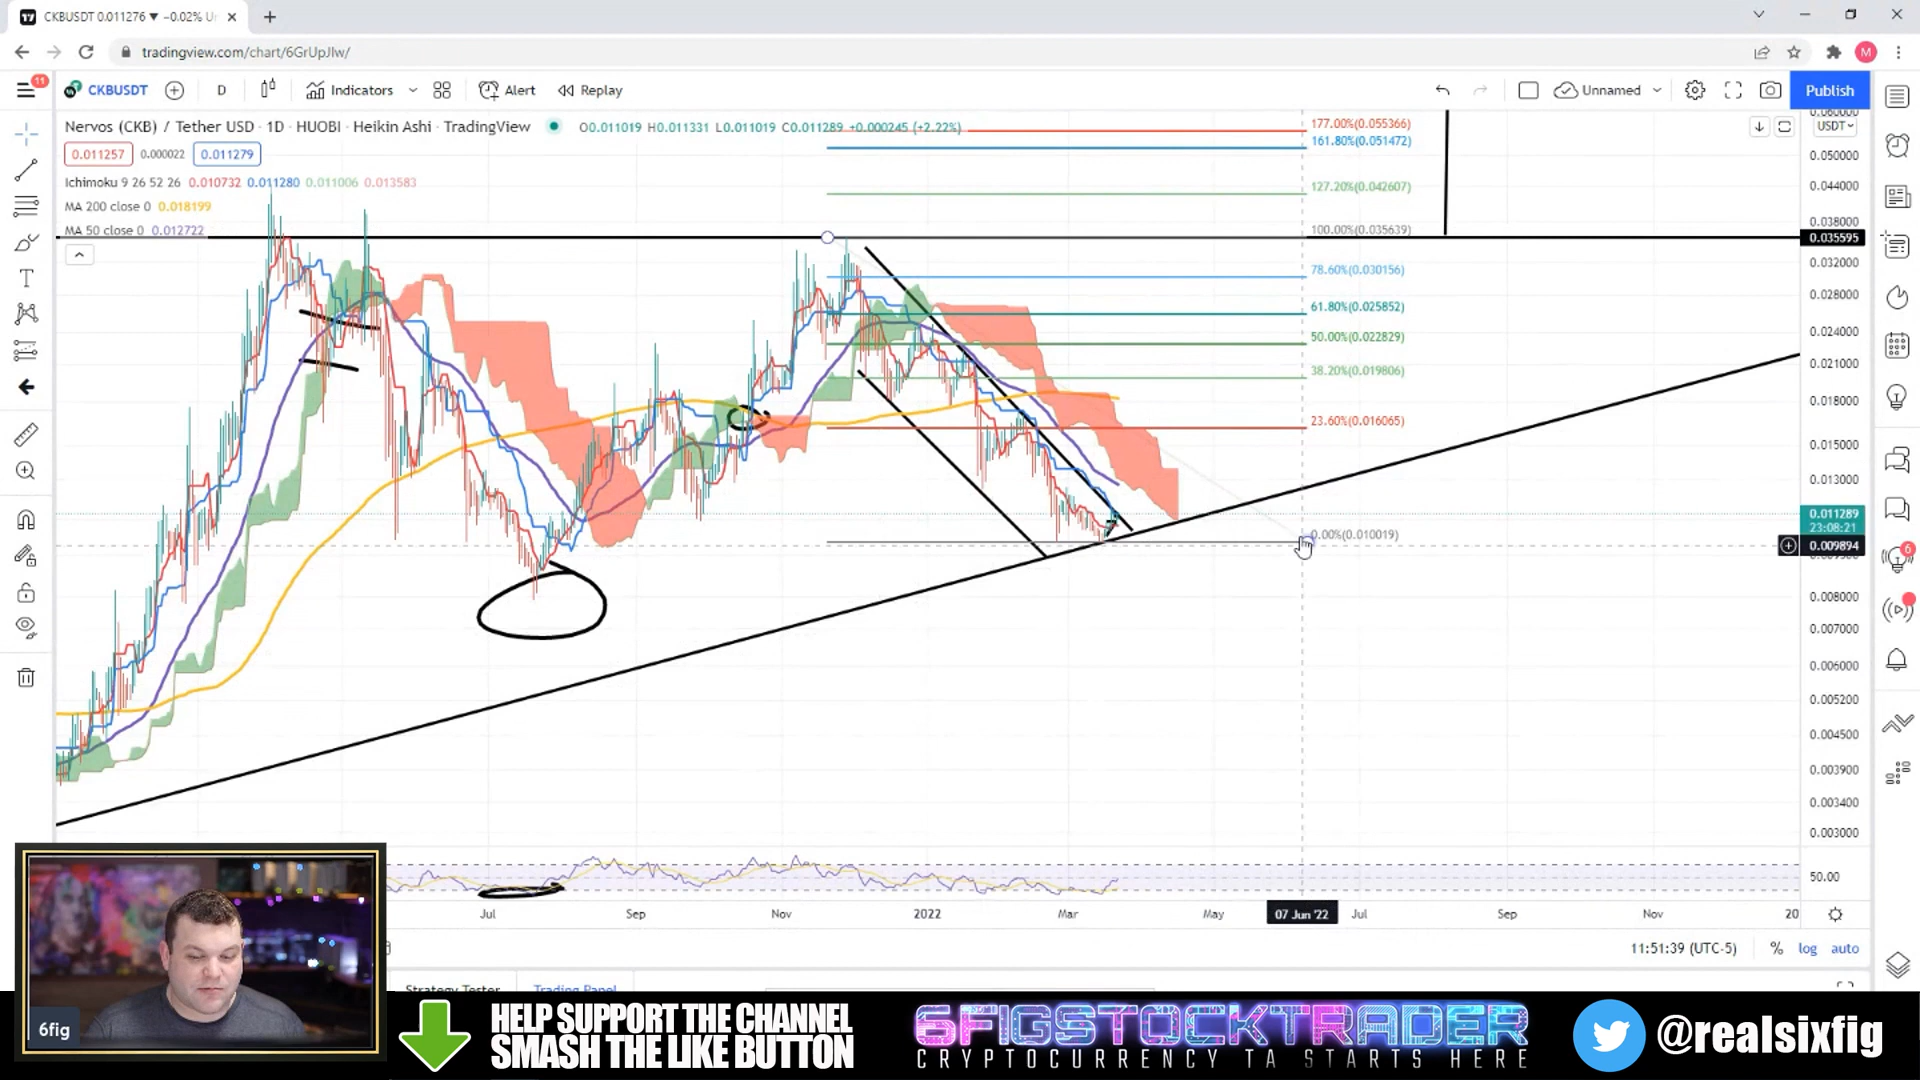 CKBUSDT 0.011276 ▼ −0.02% Un
tradingview.com/chart/6GrUpJIw/
M
11
CKBUSDT
D
Indicators
Alert
Replay
Unnamed
Publish
Nervos (CKB) / Tether USD · 1D · HUOBI · Heikin Ashi · TradingView
O0.011019 H0.011331 L0.011019 C0.011289 +0.000245 (+2.22%)
0.011257
0.000022
0.011279
Ichimoku 9 26 52 26 0.010732 0.011280 0.011006 0.013583
MA 200 close 0 0.018199
MA 50 close 0 0.012722
177.00%(0.055366)
161.80%(0.051472)
127.20%(0.042607)
100.00%(0.035639)
78.60%(0.030156)
61.80%(0.025852)
50.00%(0.022829)
38.20%(0.019806)
23.60%(0.016065)
0.00%(0.010019)
USDT
0.050000
0.044000
0.038000
0.035595
0.032000
0.028000
0.024000
0.021000
0.018000
0.015000
0.013000
0.011289
23:08:21
0.009894
0.008000
0.007000
0.006000
0.005200
0.004500
0.003900
0.003400
0.003000
50.00
6
Jul
Sep
Nov
2022
Mar
May
07 Jun '22
Jul
Sep
Nov
20
11:51:39 (UTC-5)
%
log
auto
Strategy Tester
Trading Panel
6fig
HELP SUPPORT THE CHANNEL
SMASH THE LIKE BUTTON
6FIGSTOCKTRADER
CRYPTOCURRENCY TA STARTS HERE
@realsixfig